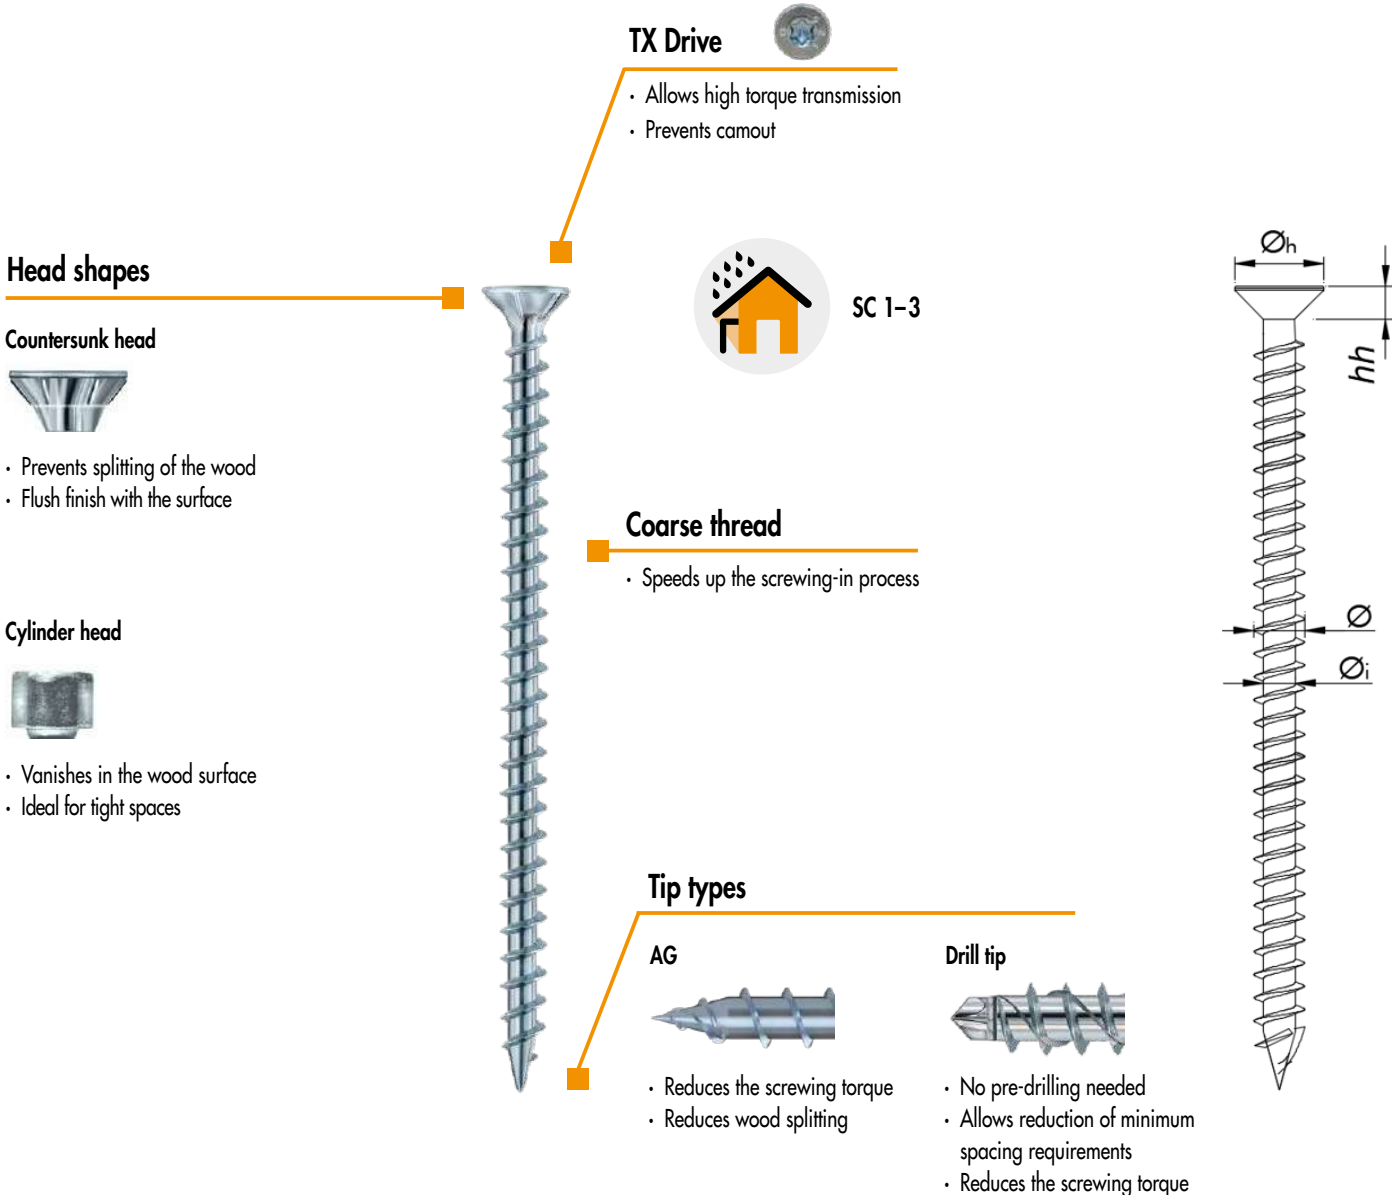 TX Drive
· Allows high torque transmission
· Prevents camout
Head shapes
Countersunk head
· Prevents splitting of the wood
· Flush finish with the surface
Cylinder head
· Vanishes in the wood surface
· Ideal for tight spaces
SC 1–3
Coarse thread
· Speeds up the screwing-in process
Tip types
AG
· Reduces the screwing torque
· Reduces wood splitting
Drill tip
· No pre-drilling needed
· Allows reduction of minimum
spacing requirements
· Reduces the screwing torque
Øh
hh
Ø
Øi